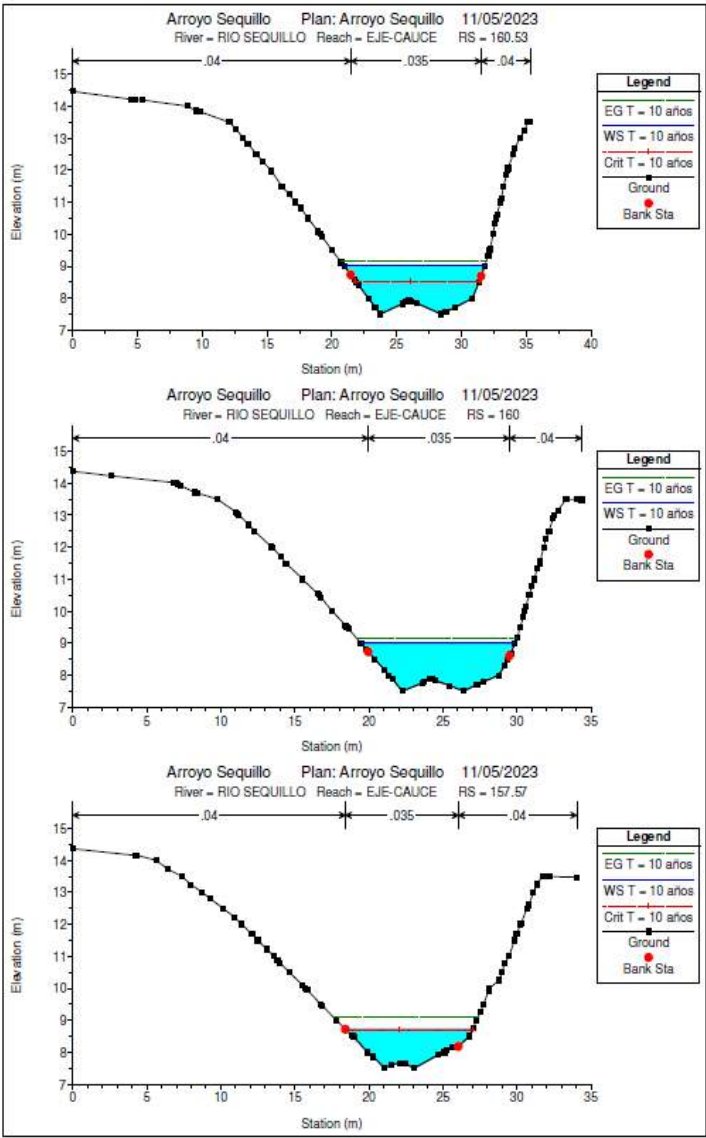 Arroyo Sequillo Plan: Arroyo Sequillo 11/05/2023
River = RIO SEQUILLO Reach = EJE-CAUCE RS = 160.53
.04 .035 .04
Legend
EG T = 10 años
WS T = 10 años
Crit T = 10 años
Ground
Bank Sta
Elevation (m)
15
14
13
12
11
10
9
8
7
0 5 10 15 20 25 30 35 40
Station (m)
Arroyo Sequillo Plan: Arroyo Sequillo 11/05/2023
River = RIO SEQUILLO Reach = EJE-CAUCE RS = 160
.04 .035 .04
Legend
EG T = 10 años
WS T = 10 años
Ground
Bank Sta
Elevation (m)
15
14
13
12
11
10
9
8
7
0 5 10 15 20 25 30 35
Station (m)
Arroyo Sequillo Plan: Arroyo Sequillo 11/05/2023
River = RIO SEQUILLO Reach = EJE-CAUCE RS = 157.57
.04 .035 .04
Legend
EG T = 10 años
WS T = 10 años
Crit T = 10 años
Ground
Bank Sta
Elevation (m)
15
14
13
12
11
10
9
8
7
0 5 10 15 20 25 30 35
Station (m)